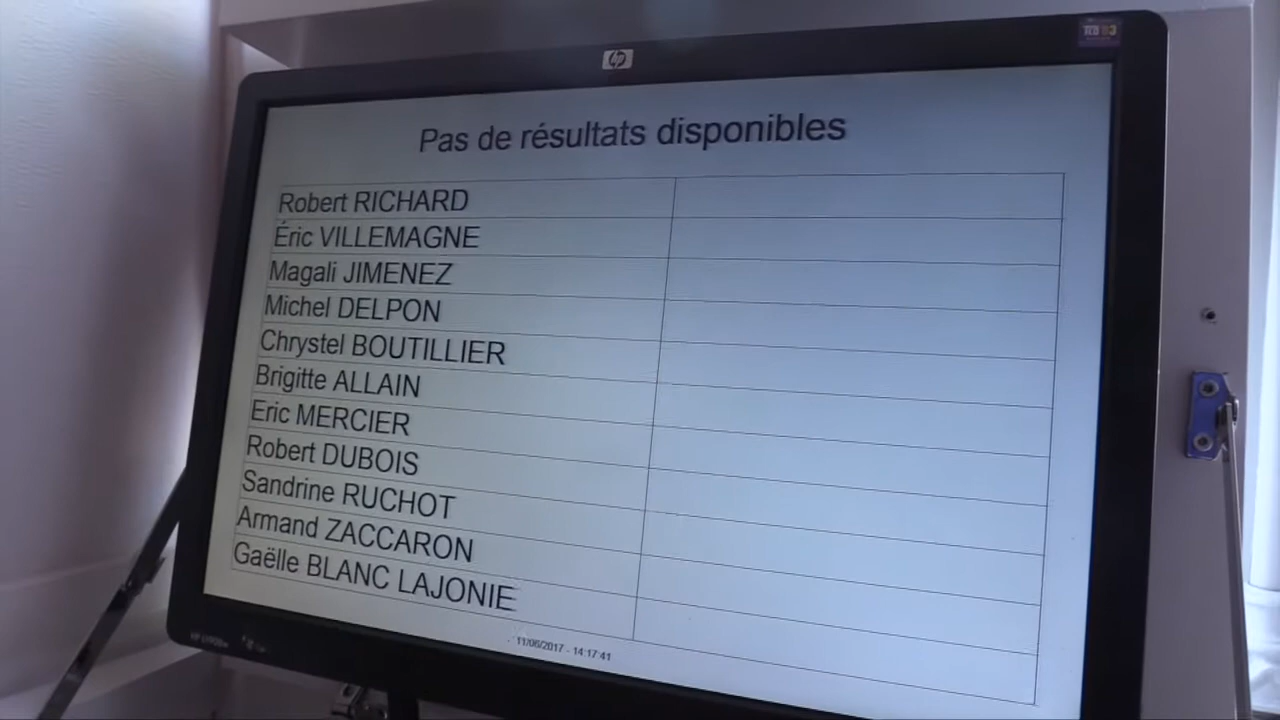 hp
Pas de résultats disponibles
Robert RICHARD
Éric VILLEMAGNE
Magali JIMENEZ
Michel DELPON
Chrystel BOUTILLIER
Brigitte ALLAIN
Eric MERCIER
Robert DUBOIS
Sandrine RUCHOT
Armand ZACCARON
Gaëlle BLANC LAJONIE
- 11/06/2017 - 14:17:41